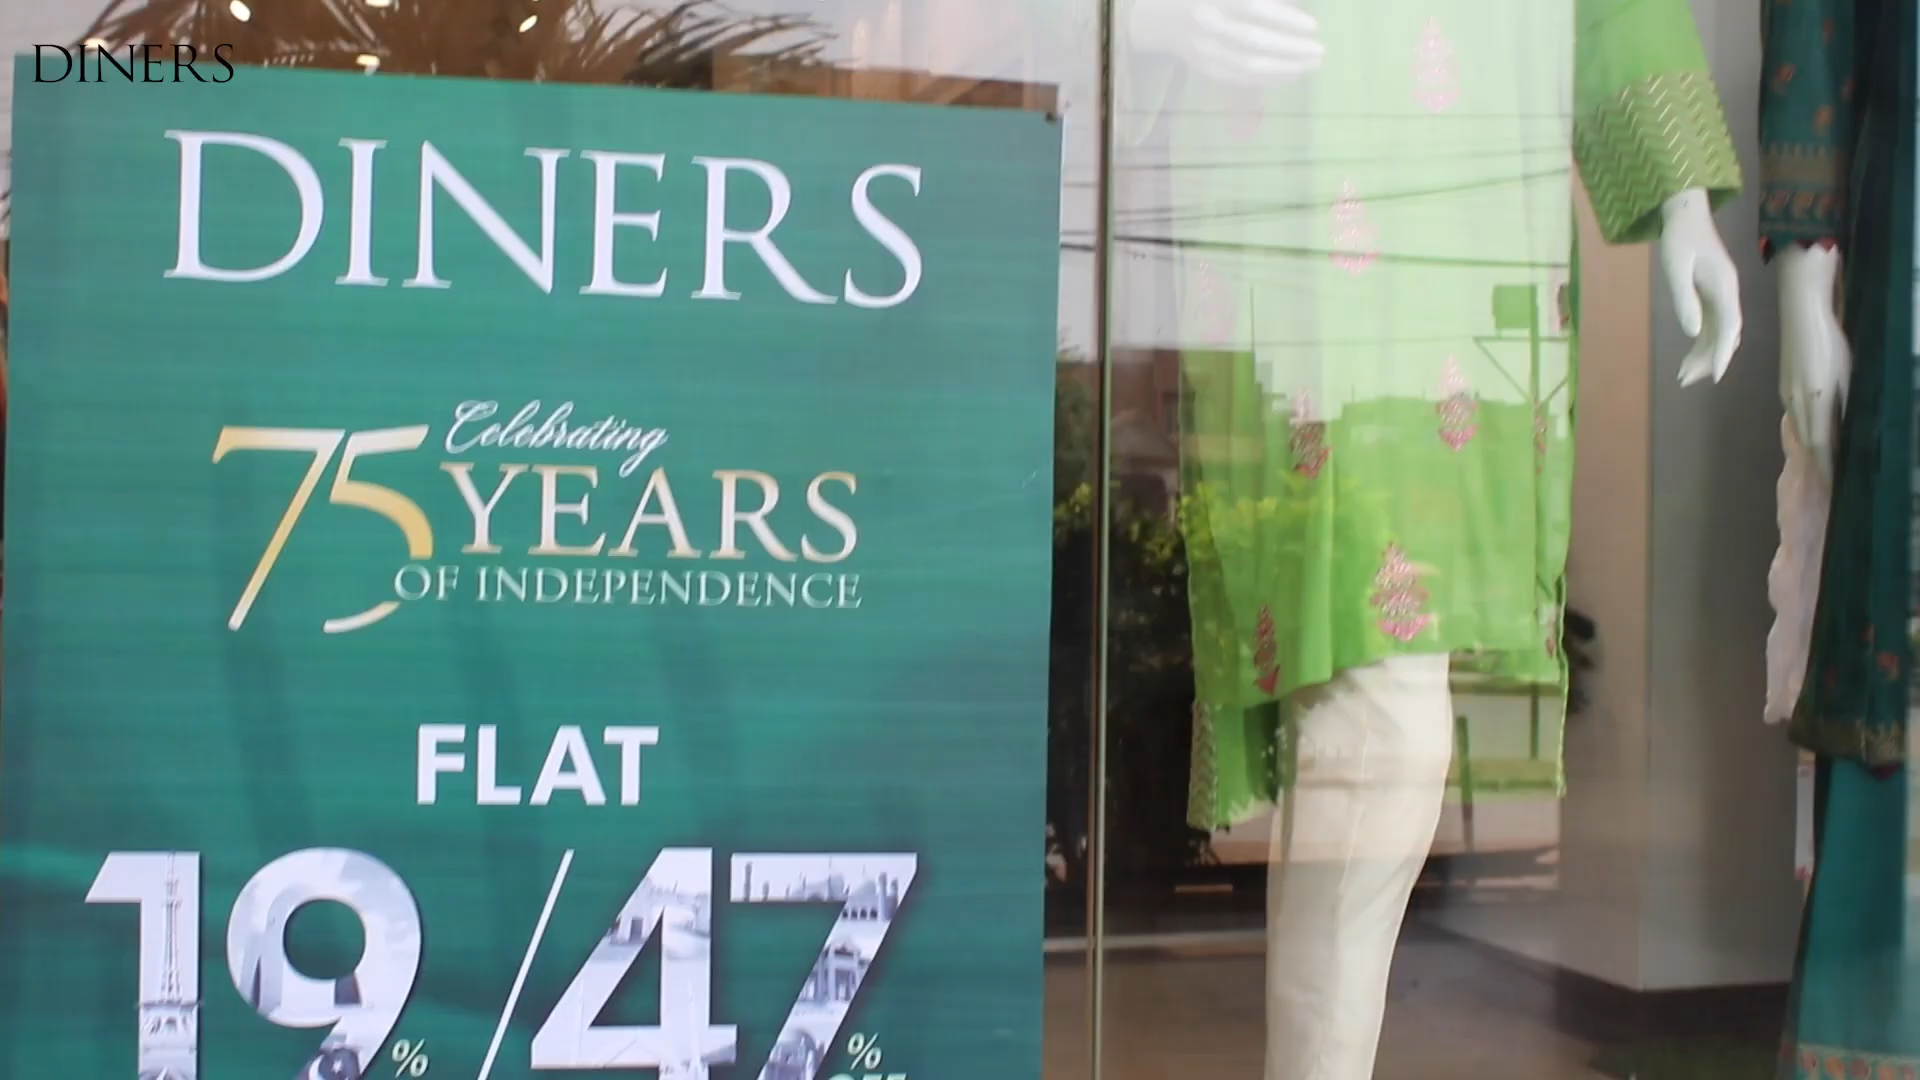 DINERS
DINERS
Celebrating
75 YEARS
OF INDEPENDENCE
FLAT
19% / 47%